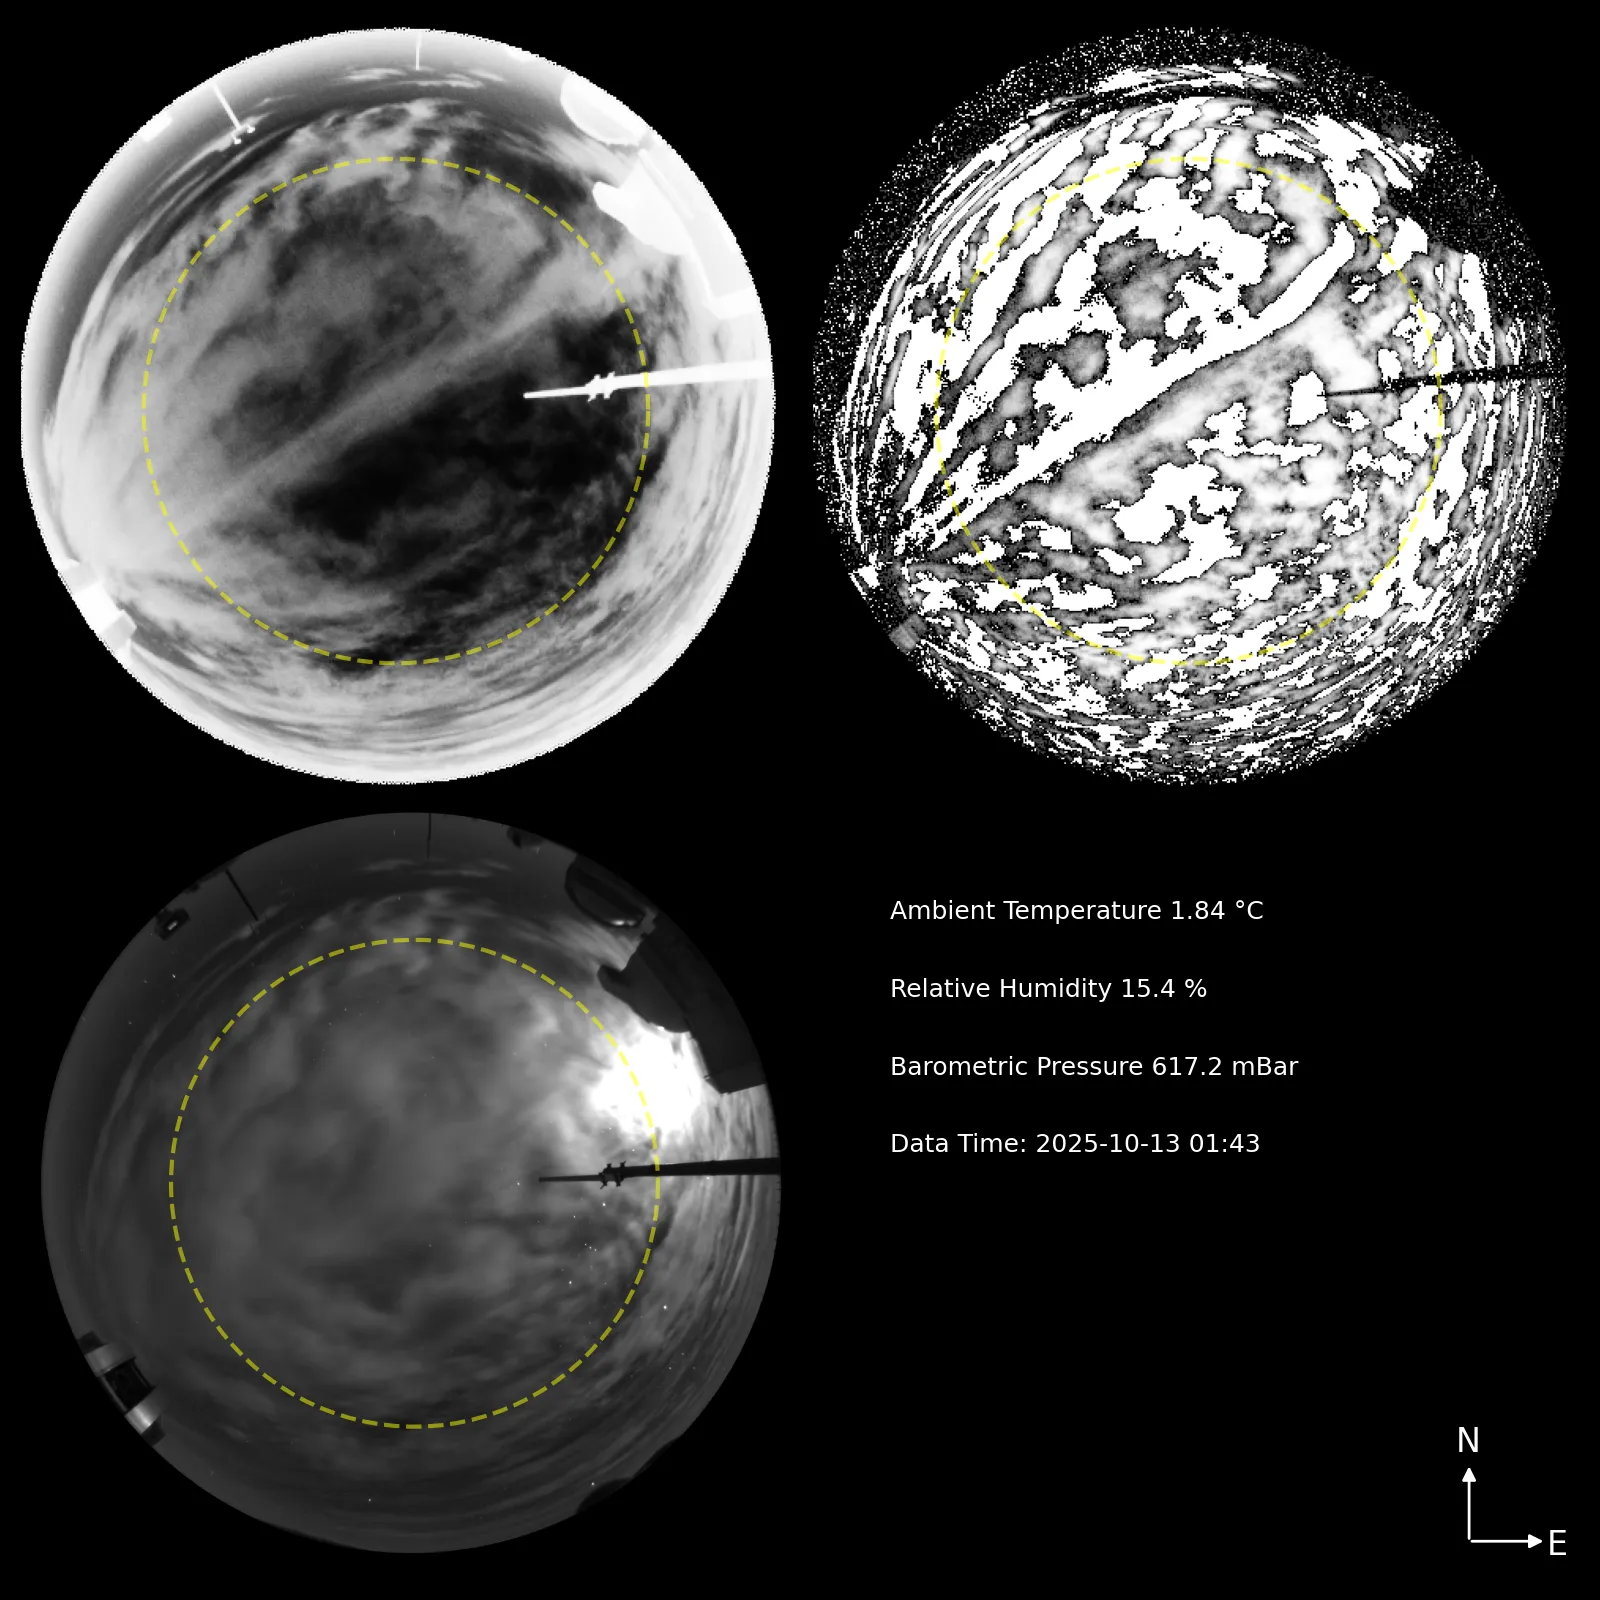 Ambient Temperature 1.84 °C
Relative Humidity 15.4 %
Barometric Pressure 617.2 mBar
Data Time: 2025-10-13 01:43
N
E